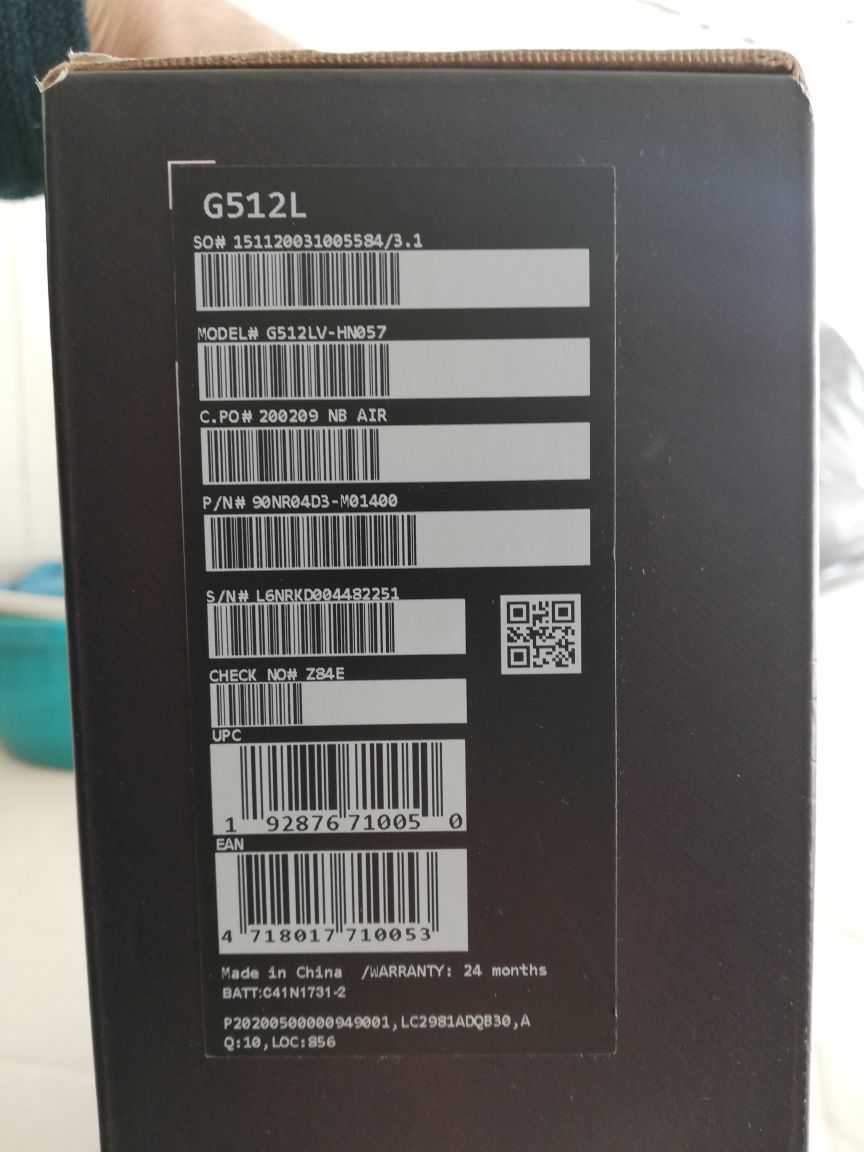 G512L
SO# 151120031005584/3.1
MODEL# G512LV-HN057
C.PO# 200209 NB AIR
P/N# 90NR04D3-M01400
S/N# L6NRKD004482251
CHECK NO# Z84E
UPC
1 92876 71005 0
EAN
4 718017 710053
Made in China /WARRANTY: 24 months
BATT:C41N1731-2
P20200500000949001,LC2981ADQB30,A
Q:10,LOC:856